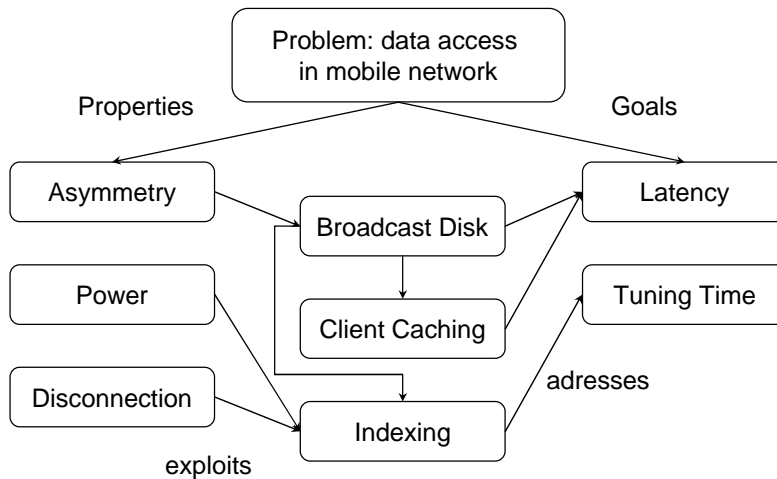 Problem: data access
in mobile network
Properties
Goals
Asymmetry
Latency
Broadcast Disk
Power
Tuning Time
Client Caching
Disconnection
adresses
Indexing
exploits